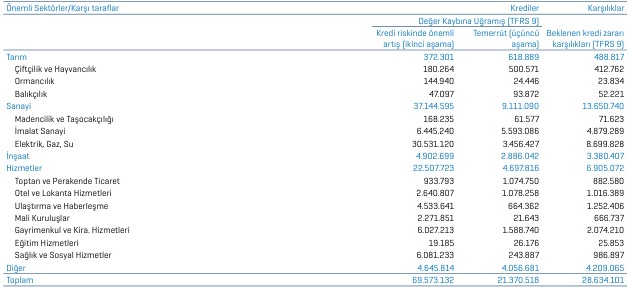 Önemli Sektörler/Karşı taraflar Krediler Karşılıklar
Değer Kaybına Uğramış (TFRS 9)
Kredi riskinde önemli Temerrüt (üçüncü Beklenen kredi zararı
artış (ikinci aşama) aşama) karşılıkları (TFRS 9)
Tarım 372.301 618.889 488.817
Çiftçilik ve Hayvancılık 180.264 500.571 412.762
Ormancılık 144.940 24.446 23.834
Balıkçılık 47.097 93.872 52.221
Sanayi 37.144.595 9.111.090 13.650.740
Madencilik ve Taşocakçılığı 168.235 61.577 71.623
İmalat Sanayi 6.445.240 5.593.086 4.879.289
Elektrik, Gaz, Su 30.531.120 3.456.427 8.699.828
İnşaat 4.902.699 2.886.042 3.380.407
Hizmetler 22.507.723 4.697.816 6.905.072
Toptan ve Perakende Ticaret 933.793 1.074.750 882.580
Otel ve Lokanta Hizmetleri 2.640.807 1.078.258 1.016.389
Ulaştırma ve Haberleşme 4.533.641 664.362 1.252.406
Mali Kuruluşlar 2.271.851 21.643 666.737
Gayrimenkul ve Kira. Hizmetleri 6.027.213 1.588.740 2.074.210
Eğitim Hizmetleri 19.185 26.176 25.853
Sağlık ve Sosyal Hizmetler 6.081.233 243.887 986.897
Diğer 4.645.814 4.056.681 4.209.065
Toplam 69.573.132 21.370.518 28.634.101